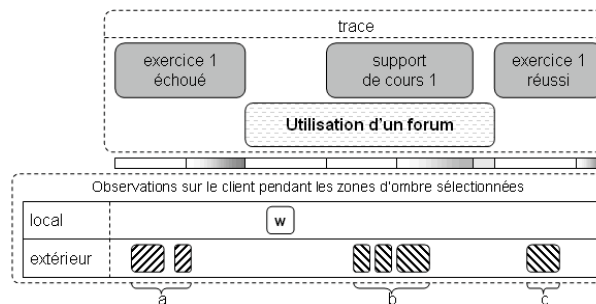 trace
exercice 1
échoué
support
de cours 1
exercice 1
réussi
Utilisation d'un forum
Observations sur le client pendant les zones d'ombre sélectionnées
local
w
extérieur
a
b
c